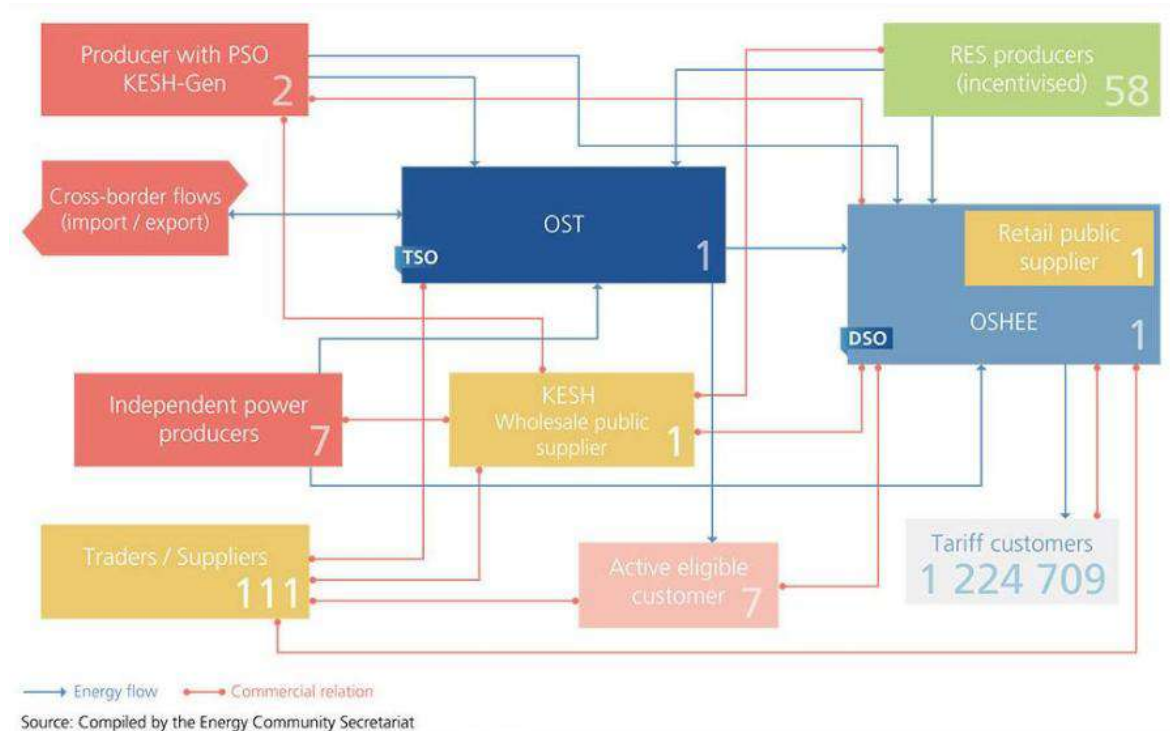 Producer with PSO
KESH-Gen
2
RES producers
(incentivised)
58
Cross-border flows
(import / export)
OST
TSO
1
Retail public
supplier
1
OSHEE
DSO
1
Independent power
producers
7
KESH
Wholesale public
supplier
1
Traders / Suppliers
111
Active eligible
customer
7
Tariff customers
1 224 709
Energy flow
Commercial relation
Source: Compiled by the Energy Community Secretariat